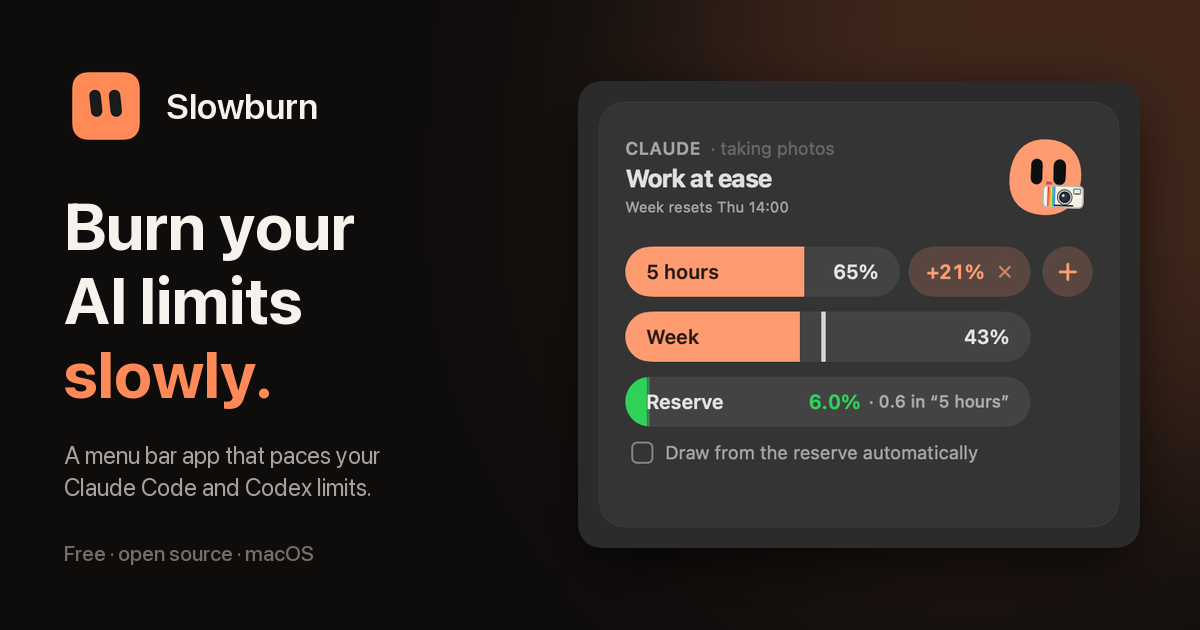 Slowburn
Burn your
AI limits
slowly.
A menu bar app that paces your
Claude Code and Codex limits.
Free · open source · macOS
CLAUDE · taking photos
Work at ease
Week resets Thu 14:00
5 hours 65% +21% × +
Week 43%
Reserve 6.0% · 0.6 in “5 hours”
Draw from the reserve automatically